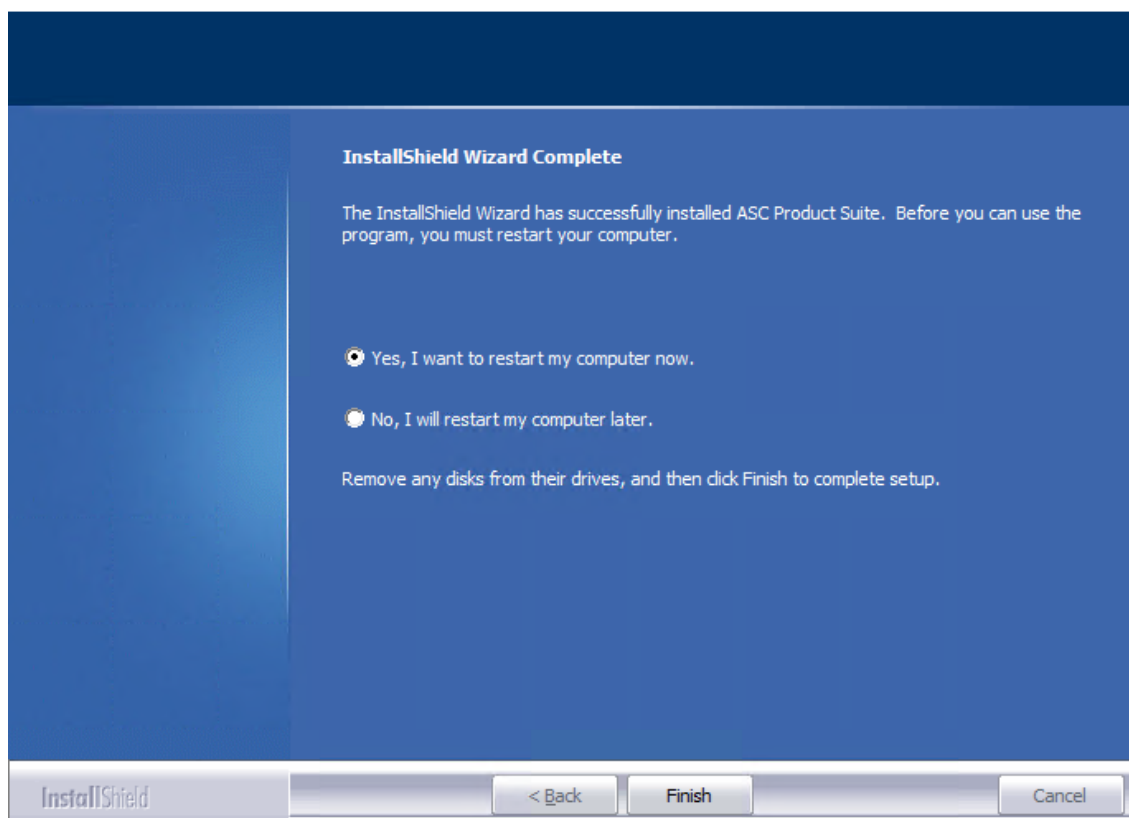 InstallShield Wizard Complete
The InstallShield Wizard has successfully installed ASC Product Suite. Before you can use the
program, you must restart your computer.
Yes, I want to restart my computer now.
No, I will restart my computer later.
Remove any disks from their drives, and then click Finish to complete setup.
InstallShield
< Back
Finish
Cancel